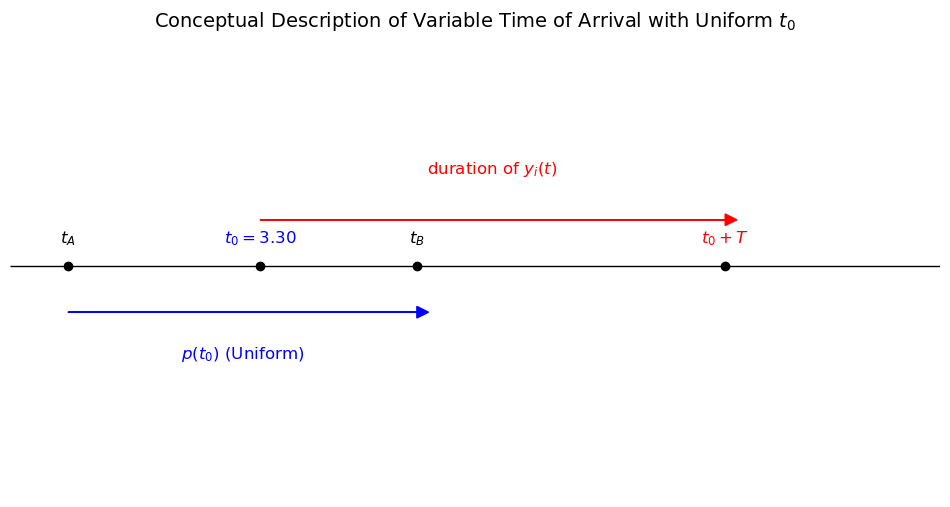 Conceptual Description of Variable Time of Arrival with Uniform $t_0$
duration of $y_i(t)$
$t_A$
$t_0 = 3.30$
$t_B$
$t_0 + T$
$p(t_0)$ (Uniform)